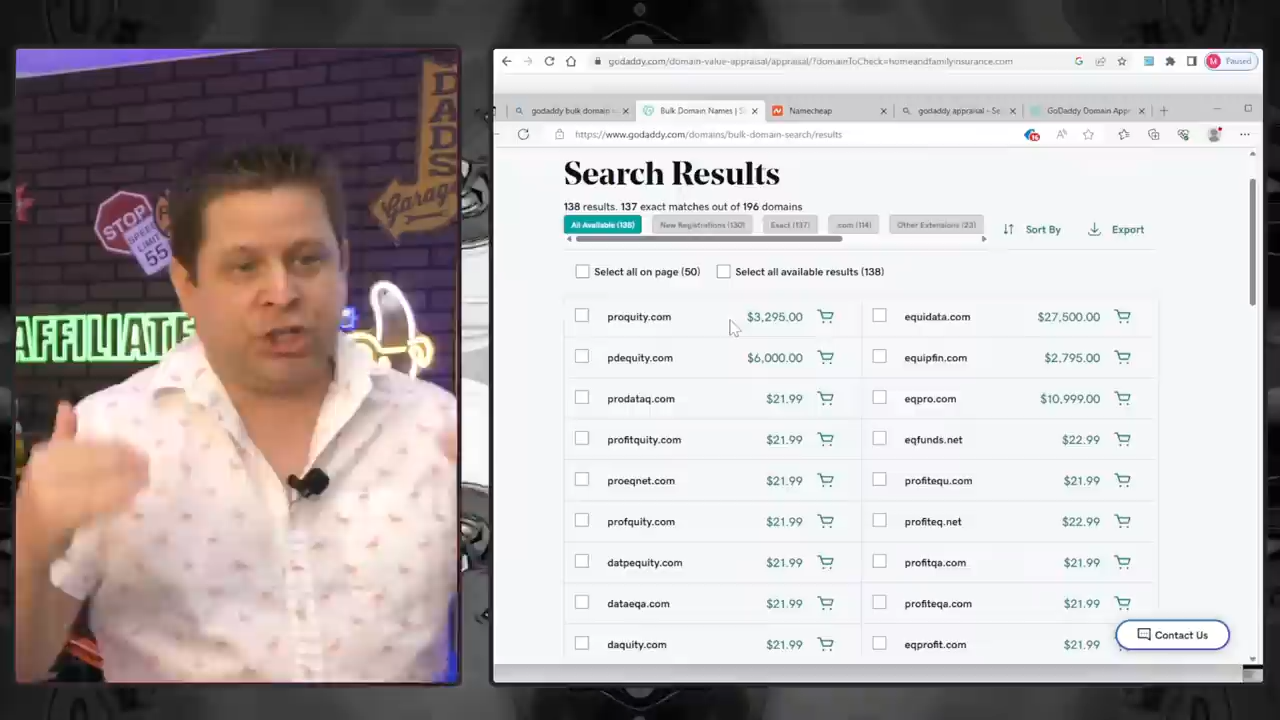 DADS
Garage
STOP
SPEED
LIMIT
55
AFFILIATE
godaddy.com/domain-value-appraisal/appraisal/?domainToCheck=homeandfamilyinsurance.com
Paused
godaddy bulk domain
Bulk Domain Names | S
Namecheap
godaddy appraisal - Se
GoDaddy Domain Appr
https://www.godaddy.com/domains/bulk-domain-search/results
Search Results
138 results. 137 exact matches out of 196 domains
All Available (138)
New Registrations (130)
Exact (137)
.com (114)
Other Extensions (23)
Sort By
Export
Select all on page (50)
Select all available results (138)
proquity.com $3,295.00
equidata.com $27,500.00
pdequity.com $6,000.00
equipfin.com $2,795.00
prodataq.com $21.99
eqpro.com $10,999.00
profitquity.com $21.99
eqfunds.net $22.99
proeqnet.com $21.99
profitequ.com $21.99
profquity.com $21.99
profiteq.net $22.99
datpequity.com $21.99
profitqa.com $21.99
dataeqa.com $21.99
profiteqa.com $21.99
daquity.com $21.99
eqprofit.com $21.99
Contact Us